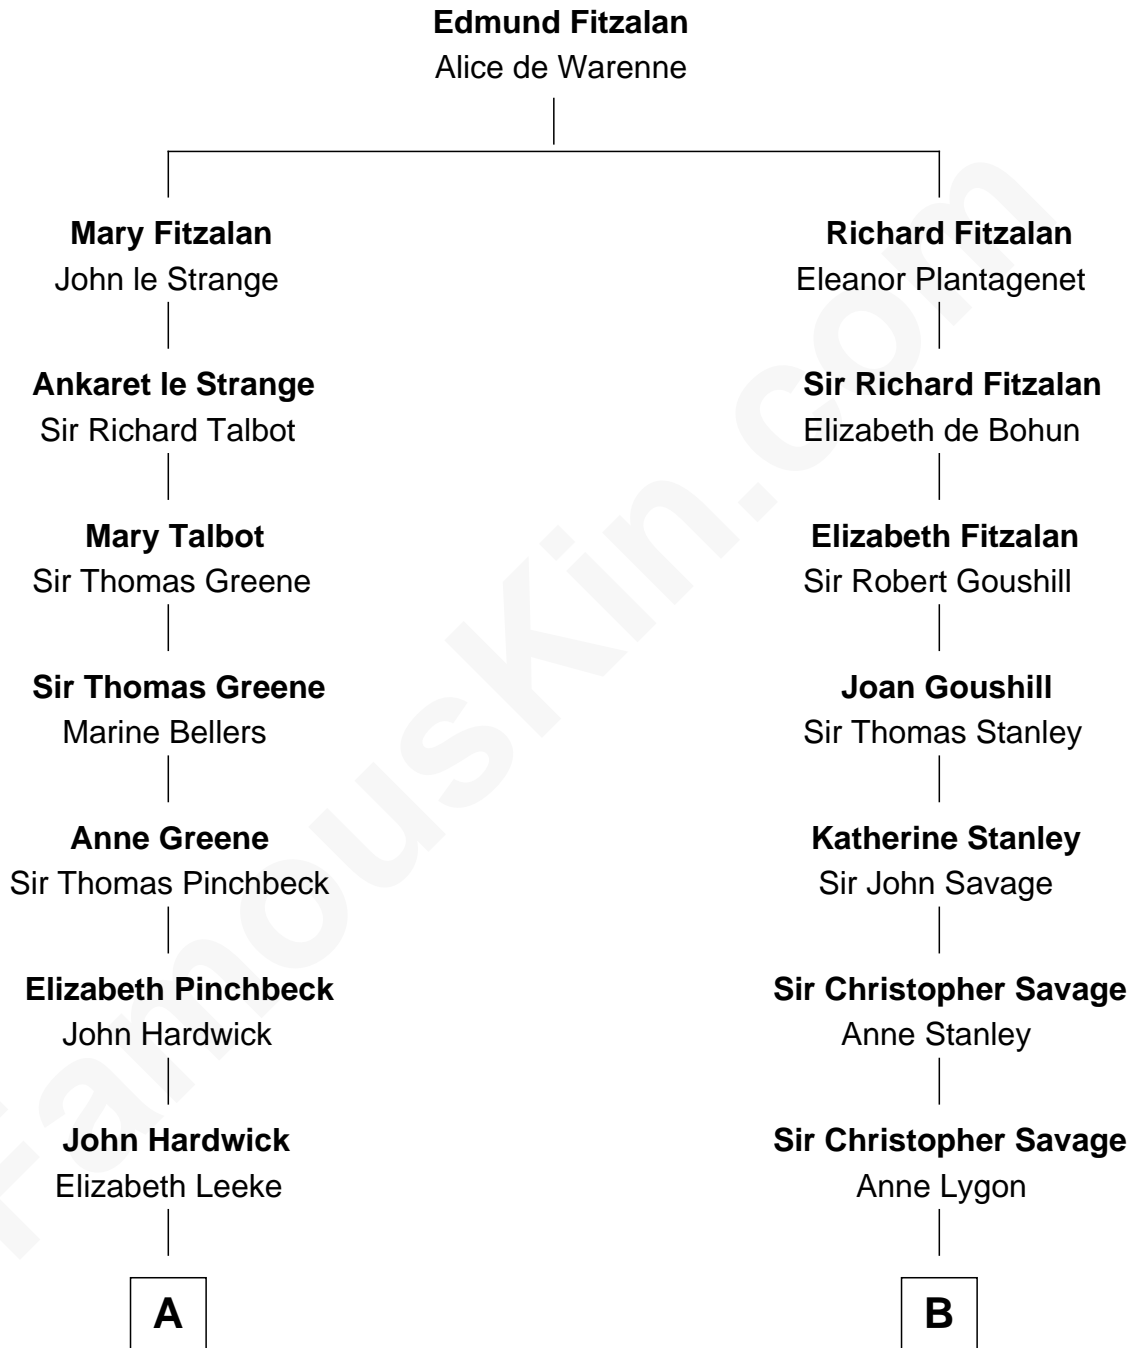 Edmund Fitzalan
Alice de Warenne
Mary Fitzalan
John le Strange
Richard Fitzalan
Eleanor Plantagenet
Ankaret le Strange
Sir Richard Talbot
Sir Richard Fitzalan
Elizabeth de Bohun
Mary Talbot
Sir Thomas Greene
Elizabeth Fitzalan
Sir Robert Goushill
Sir Thomas Greene
Marine Bellers
Joan Goushill
Sir Thomas Stanley
Anne Greene
Sir Thomas Pinchbeck
Katherine Stanley
Sir John Savage
Elizabeth Pinchbeck
John Hardwick
Sir Christopher Savage
Anne Stanley
John Hardwick
Elizabeth Leeke
Sir Christopher Savage
Anne Lygon
A
B
FamousKin.com